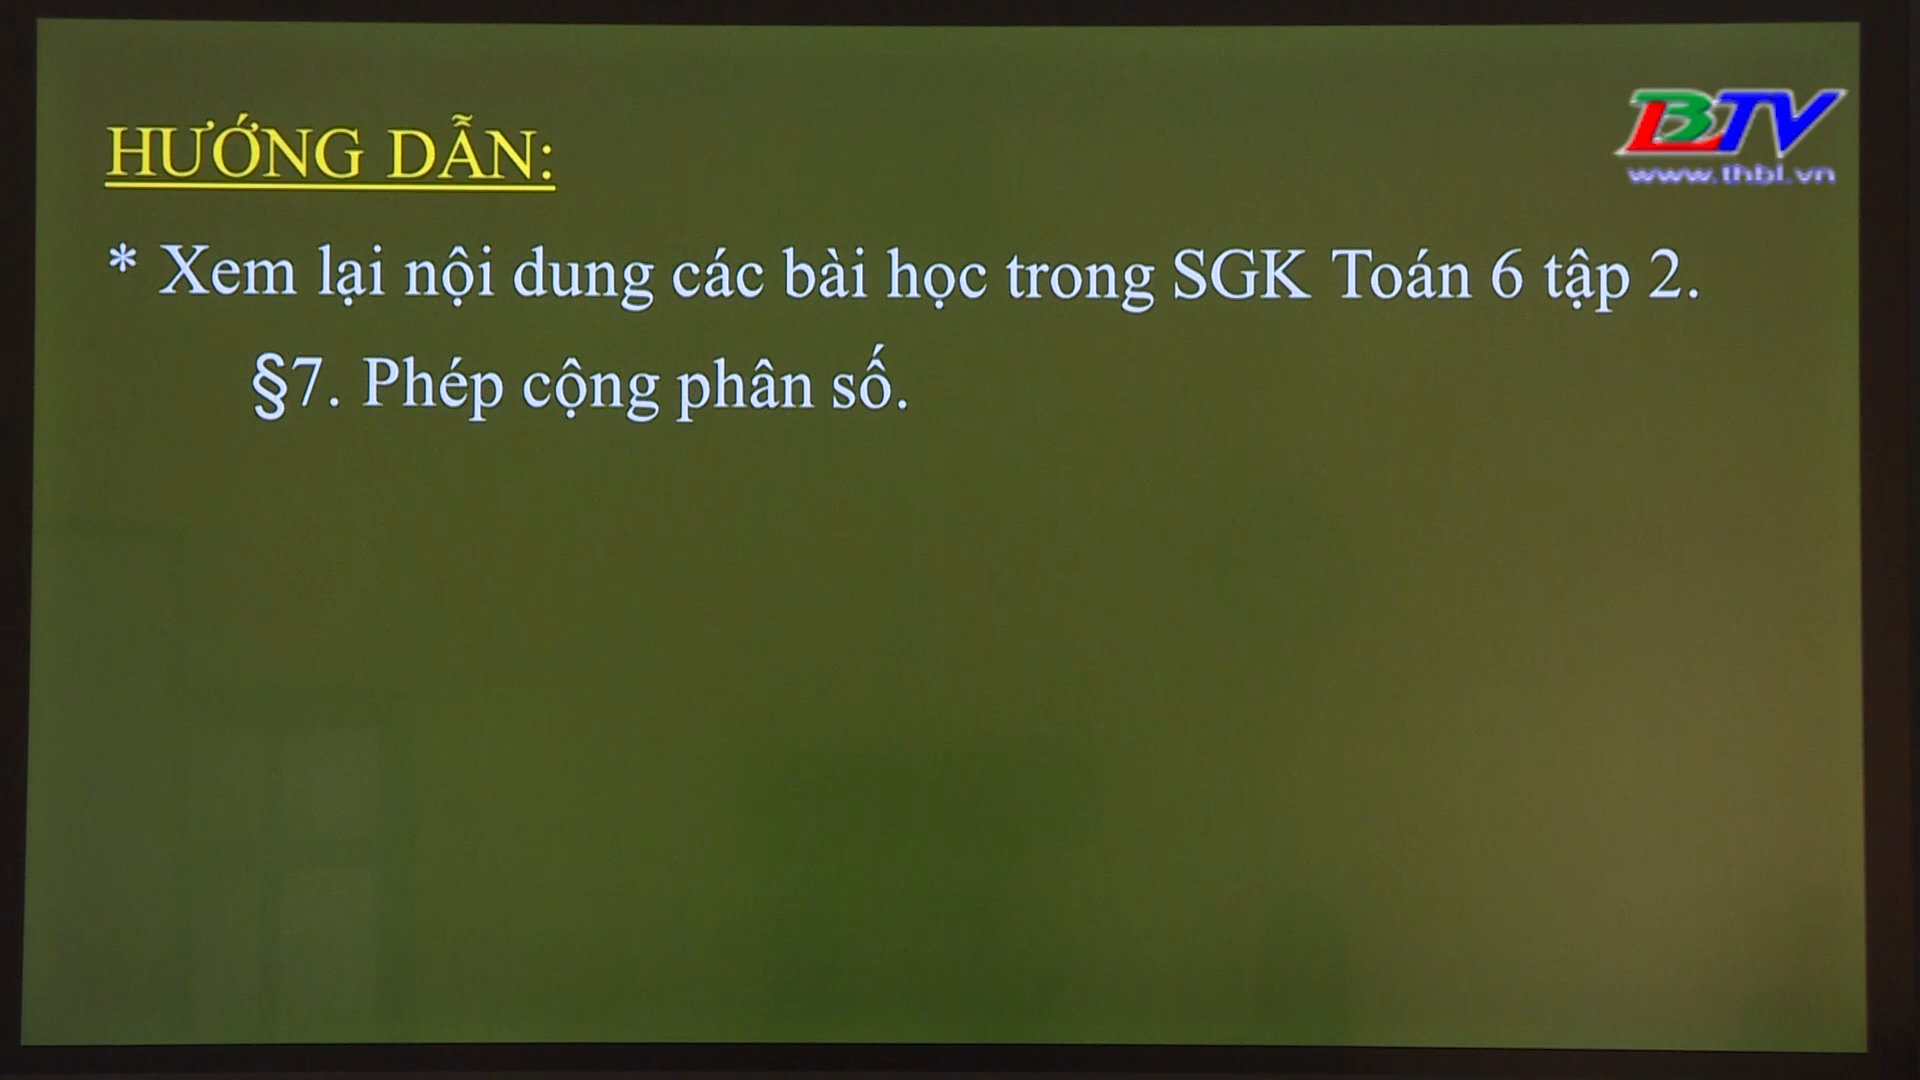 HƯỚNG DẪN:
BTV
www.thbl.vn
* Xem lại nội dung các bài học trong SGK Toán 6 tập 2.
§7. Phép cộng phân số.